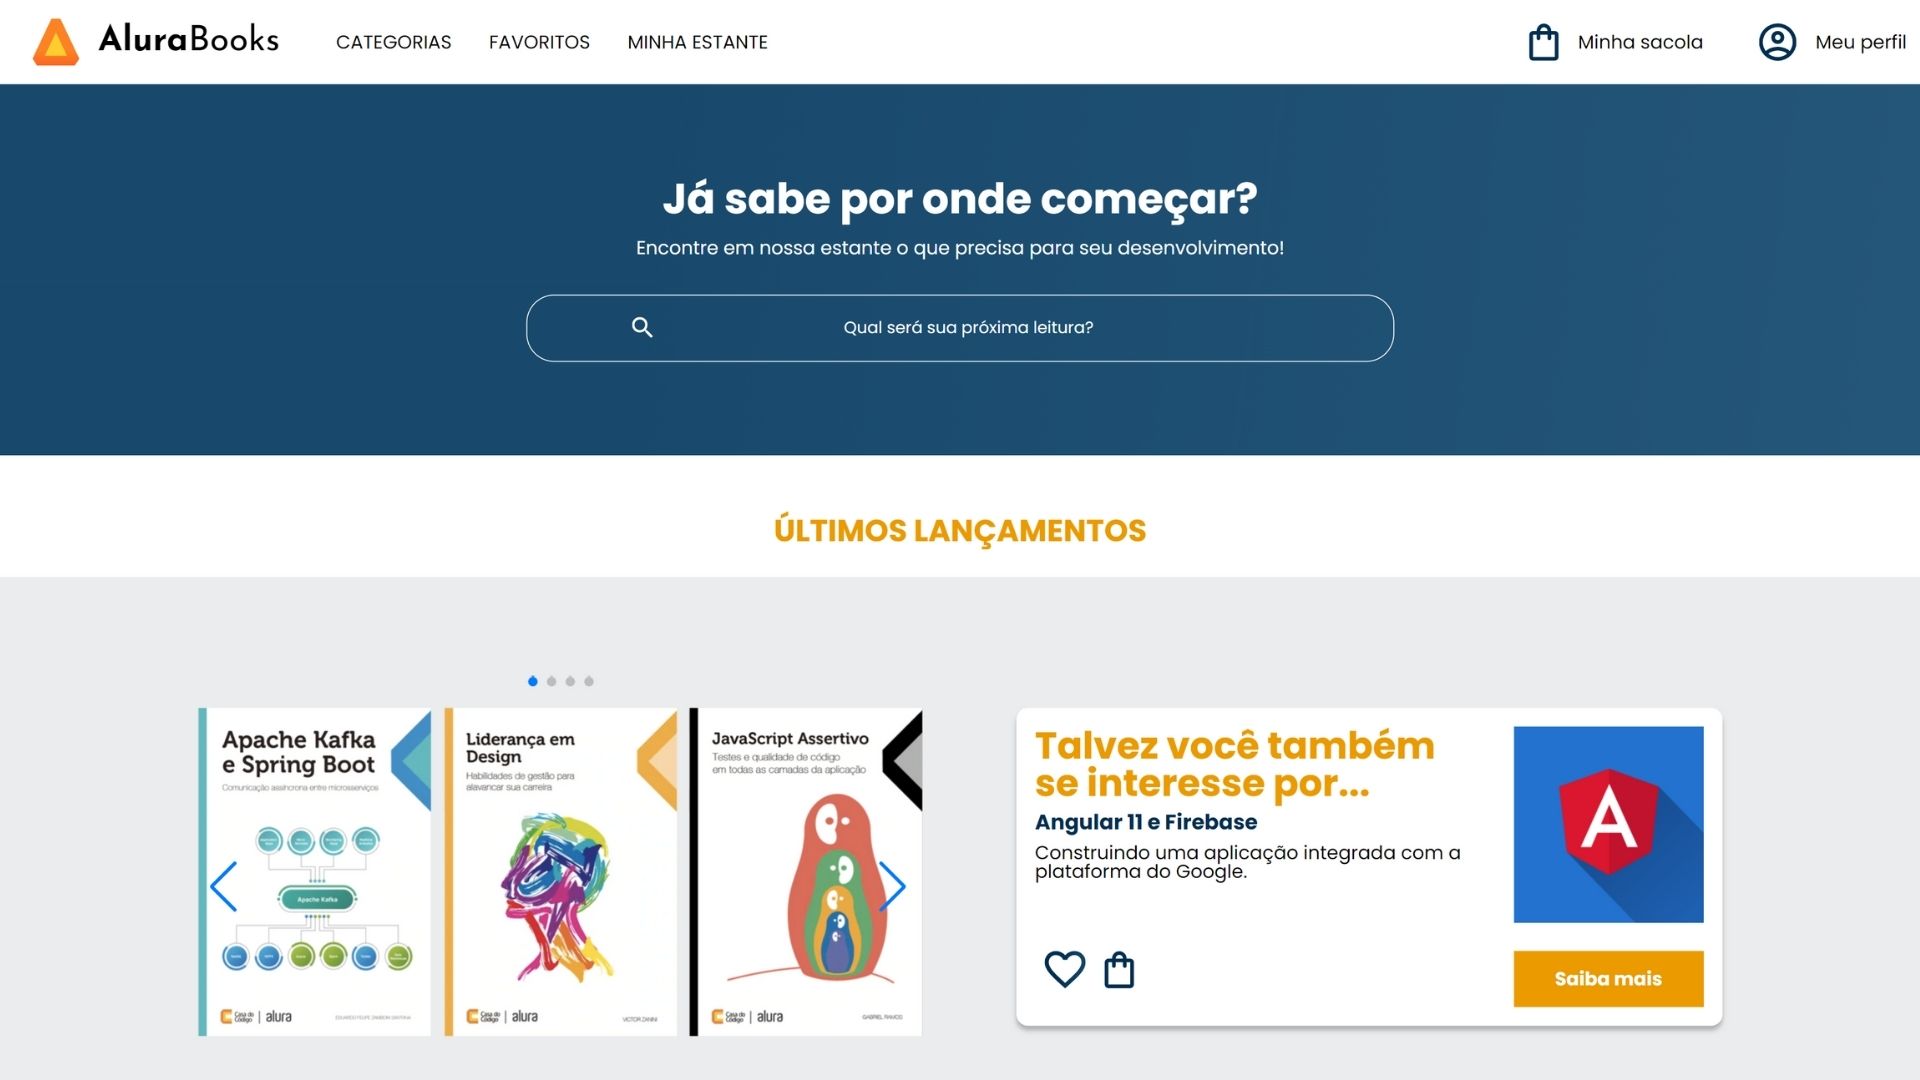 AluraBooks
CATEGORIAS
FAVORITOS
MINHA ESTANTE
Minha sacola
Meu perfil
Já sabe por onde começar?
Encontre em nossa estante o que precisa para seu desenvolvimento!
Qual será sua próxima leitura?
ÚLTIMOS LANÇAMENTOS
Apache Kafka
e Spring Boot
Comunicação assíncrona entre microsserviços
Apache Kafka
Casa do
Código
alura
Liderança em
Design
Habilidades de gestão para
alavancar sua carreira
Casa do
Código
alura
VICTOR ZANINI
JavaScript Assertivo
Testes e qualidade de código
em todas as camadas da aplicação
Casa do
Código
alura
GABRIEL RAMOS
Talvez você também
se interesse por...
Angular 11 e Firebase
Construindo uma aplicação integrada com a
plataforma do Google.
A
Saiba mais